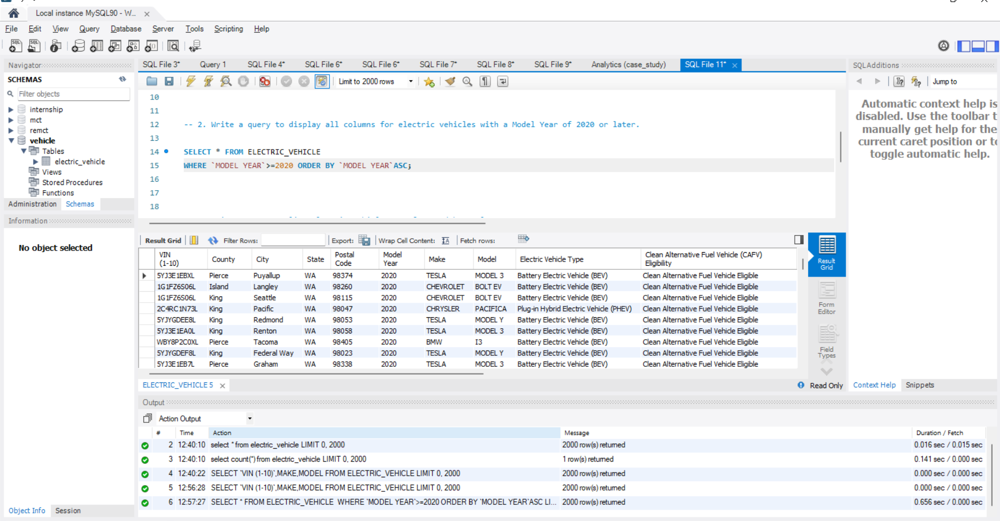 Local instance MySQL90 - W...
File Edit View Query Database Server Tools Scripting Help
Navigator
SCHEMAS
Filter objects
internship
mct
remct
vehicle
Tables
electric_vehicle
Views
Stored Procedures
Functions
Administration Schemas
Information
No object selected
Object Info Session
SQL File 3* Query 1 SQL File 4* SQL File 6* SQL File 6* SQL File 7* SQL File 8* SQL File 9* Analytics (case_study) SQL File 11*
Limit to 2000 rows
10
11
12 -- 2. Write a query to display all columns for electric vehicles with a Model Year of 2020 or later.
13
14 SELECT * FROM ELECTRIC_VEHICLE
15 WHERE `MODEL YEAR`>=2020 ORDER BY `MODEL YEAR`ASC;
16
17
18
Result Grid Filter Rows: Export: Wrap Cell Content: Fetch rows:
VIN (1-10) County City State Postal Code Model Year Make Model Electric Vehicle Type Clean Alternative Fuel Vehicle (CAFV) Eligibility
5YJ3E1EBXL Pierce Puyallup WA 98374 2020 TESLA MODEL 3 Battery Electric Vehicle (BEV) Clean Alternative Fuel Vehicle Eligible
1G1FZ6S06L Island Langley WA 98260 2020 CHEVROLET BOLT EV Battery Electric Vehicle (BEV) Clean Alternative Fuel Vehicle Eligible
1G1FZ6S06L King Seattle WA 98115 2020 CHEVROLET BOLT EV Battery Electric Vehicle (BEV) Clean Alternative Fuel Vehicle Eligible
2C4RC1N73L King Pacific WA 98047 2020 CHRYSLER PACIFICA Plug-in Hybrid Electric Vehicle (PHEV) Clean Alternative Fuel Vehicle Eligible
5YJYGDEE8L King Redmond WA 98053 2020 TESLA MODEL Y Battery Electric Vehicle (BEV) Clean Alternative Fuel Vehicle Eligible
5YJ3E1EA0L King Renton WA 98058 2020 TESLA MODEL 3 Battery Electric Vehicle (BEV) Clean Alternative Fuel Vehicle Eligible
WBY8P2C0XL Pierce Tacoma WA 98405 2020 BMW I3 Battery Electric Vehicle (BEV) Clean Alternative Fuel Vehicle Eligible
5YJYGDEF8L King Federal Way WA 98023 2020 TESLA MODEL Y Battery Electric Vehicle (BEV) Clean Alternative Fuel Vehicle Eligible
5YJ3E1EB7L Pierce Graham WA 98338 2020 TESLA MODEL 3 Battery Electric Vehicle (BEV) Clean Alternative Fuel Vehicle Eligible
Result Grid
Form Editor
Field Types
ELECTRIC_VEHICLE 5 Read Only
SQLAdditions
Jump to
Automatic context help is
disabled. Use the toolbar t
manually get help for the
current caret position or to
toggle automatic help.
Context Help Snippets
Output
Action Output
# Time Action Message Duration / Fetch
2 12:40:10 select * from electric_vehicle LIMIT 0, 2000 2000 row(s) returned 0.016 sec / 0.015 sec
3 12:40:10 select count(*) from electric_vehicle LIMIT 0, 2000 1 row(s) returned 0.141 sec / 0.000 sec
4 12:40:22 SELECT `VIN (1-10)`,MAKE,MODEL FROM ELECTRIC_VEHICLE LIMIT 0, 2000 2000 row(s) returned 0.000 sec / 0.000 sec
5 12:56:28 SELECT `VIN (1-10)`,MAKE,MODEL FROM ELECTRIC_VEHICLE LIMIT 0, 2000 2000 row(s) returned 0.000 sec / 0.000 sec
6 12:57:27 SELECT * FROM ELECTRIC_VEHICLE WHERE `MODEL YEAR`>=2020 ORDER BY `MODEL YEAR`ASC LI... 2000 row(s) returned 0.656 sec / 0.000 sec